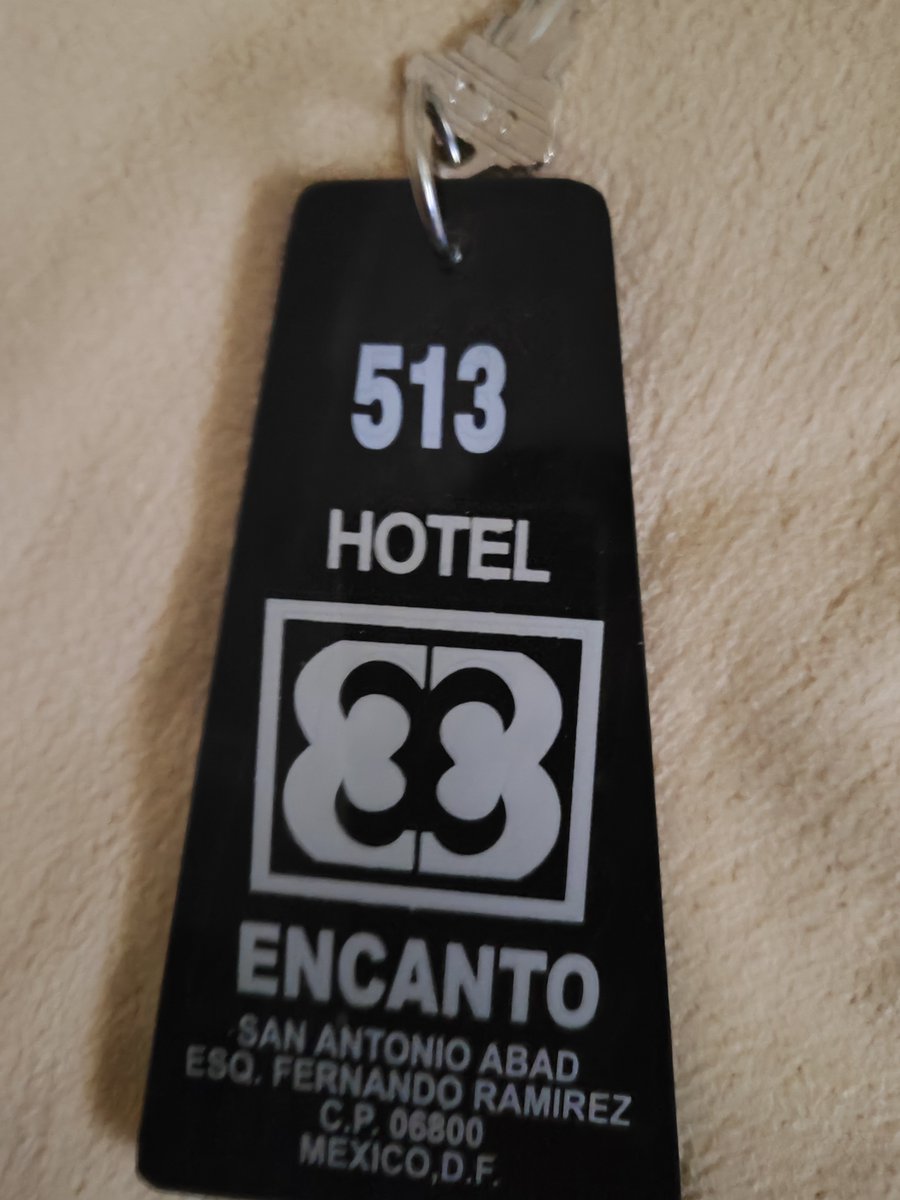 513
HOTEL
ENCANTO
SAN ANTONIO ABAD
ESQ. FERNANDO RAMIREZ
C.P. 06800
MEXICO,D.F.